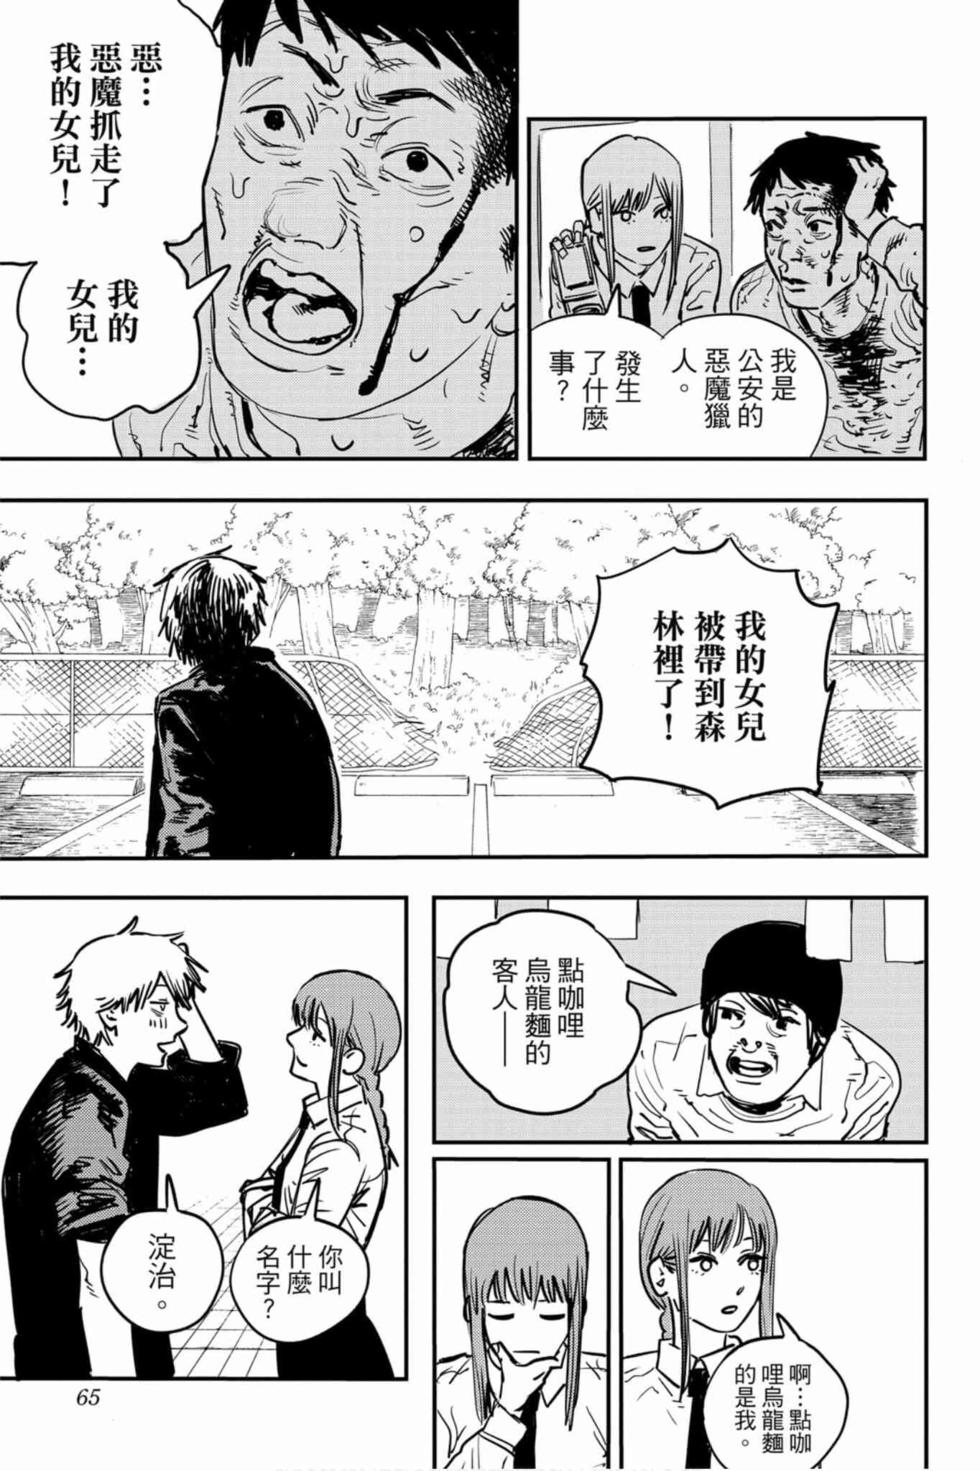 我是
公安的
惡魔獵
人。
發生
了什麼
事？
惡…
惡魔抓走了
我的女兒！
我的
女兒…
我的女兒
被帶到森
林裡了！
點咖哩
烏龍麵的
客人——
啊…點咖
哩烏龍麵
的是我。
你叫
什麼
名字？
淀治。
65